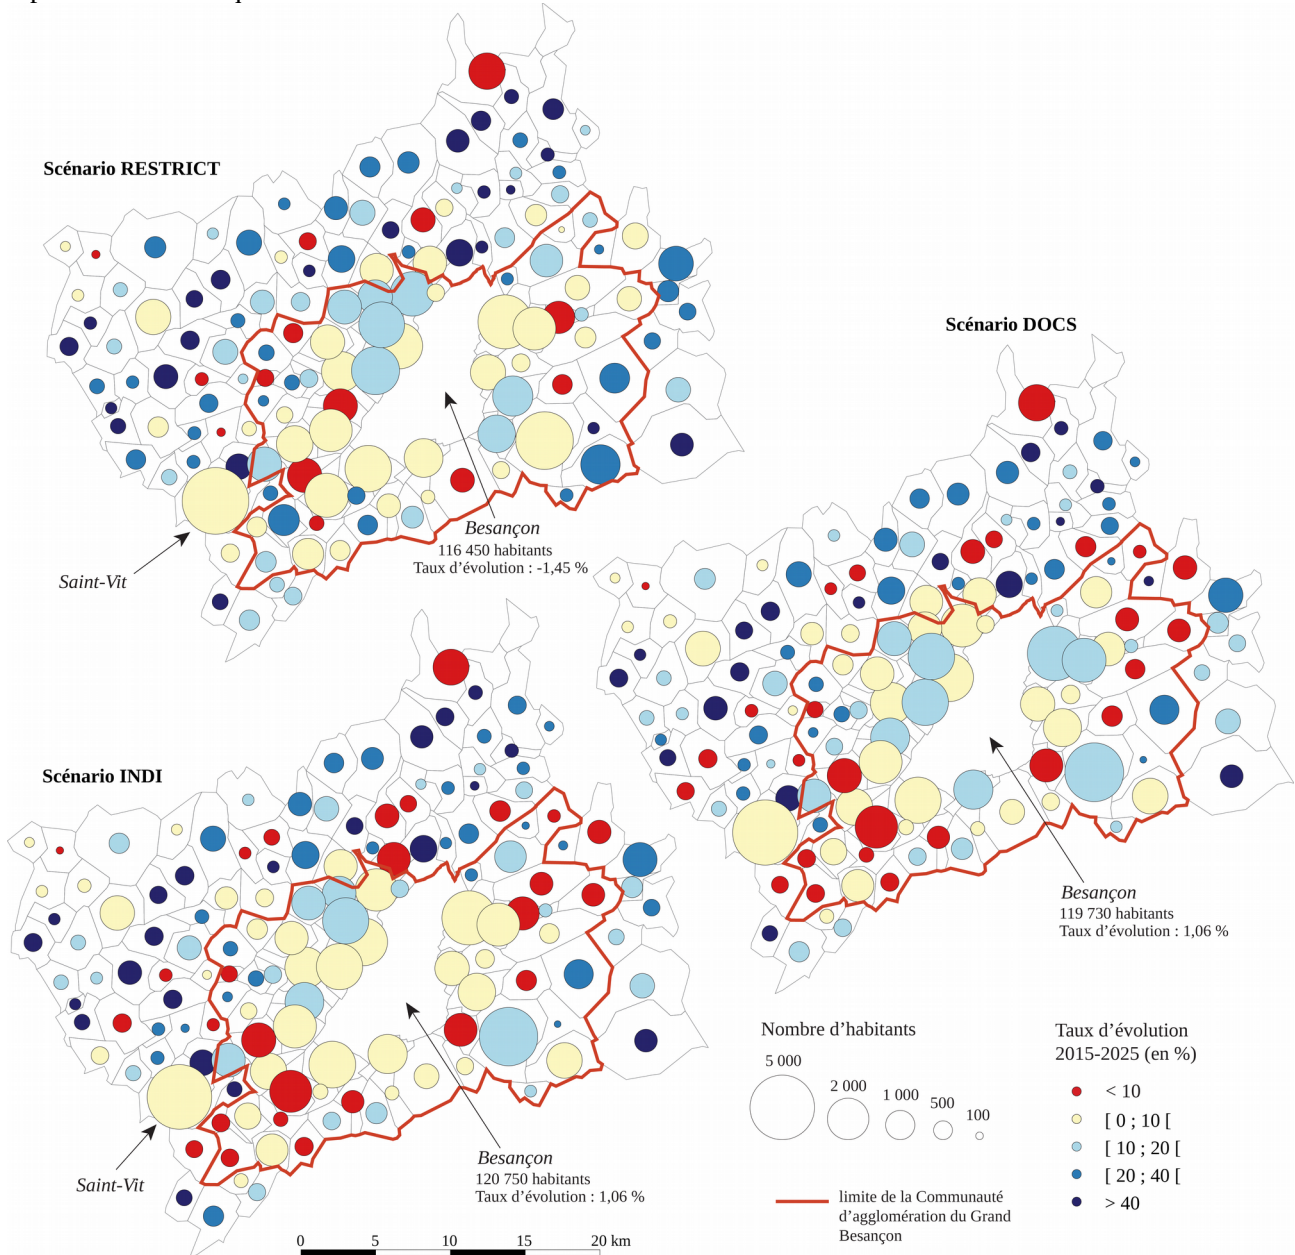 Scénario RESTRICT
Besançon
116 450 habitants
Taux d'évolution : -1,45 %
Saint-Vit
Scénario DOCS
Besançon
119 730 habitants
Taux d'évolution : 1,06 %
Scénario INDI
Besançon
120 750 habitants
Taux d'évolution : 1,06 %
Saint-Vit
Nombre d'habitants
5 000
2 000
1 000
500
100
Taux d'évolution
2015-2025 (en %)
< 10
[ 0 ; 10 [
[ 10 ; 20 [
[ 20 ; 40 [
> 40
limite de la Communauté
d'agglomération du Grand
Besançon
0 5 10 15 20 km